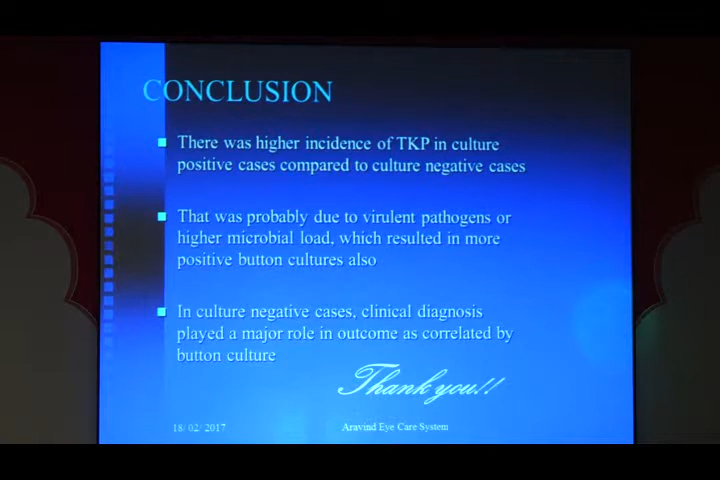 CONCLUSION
There was higher incidence of TKP in culture
positive cases compared to culture negative cases
That was probably due to virulent pathogens or
higher microbial load, which resulted in more
positive button cultures also
In culture negative cases, clinical diagnosis
played a major role in outcome as correlated by
button culture
Thank you!!
18/ 02/ 2017 Aravind Eye Care System